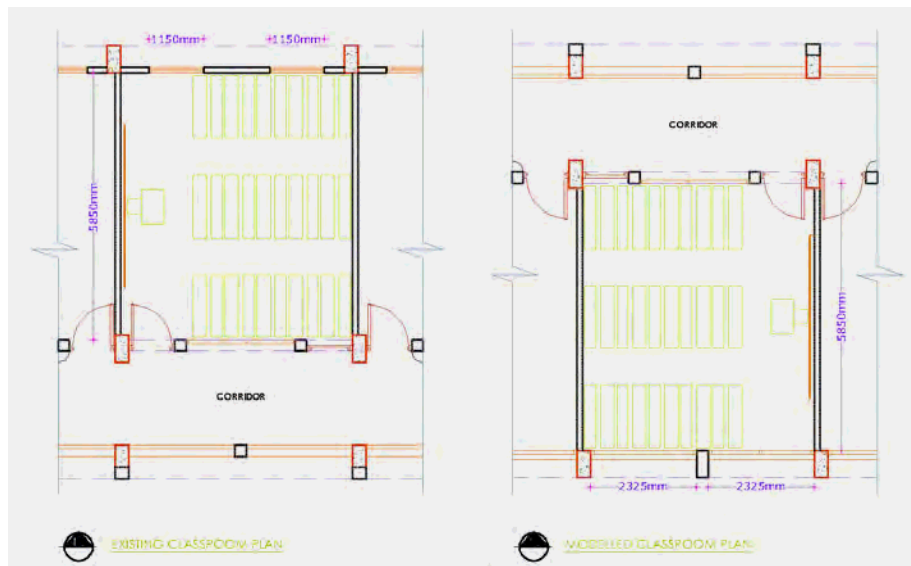 1150mm 1150mm
5850mm
CORRIDOR
EXISTING CLASSROOM PLAN
CORRIDOR
5850mm
2325mm 2325mm
MODELLED CLASSROOM PLAN